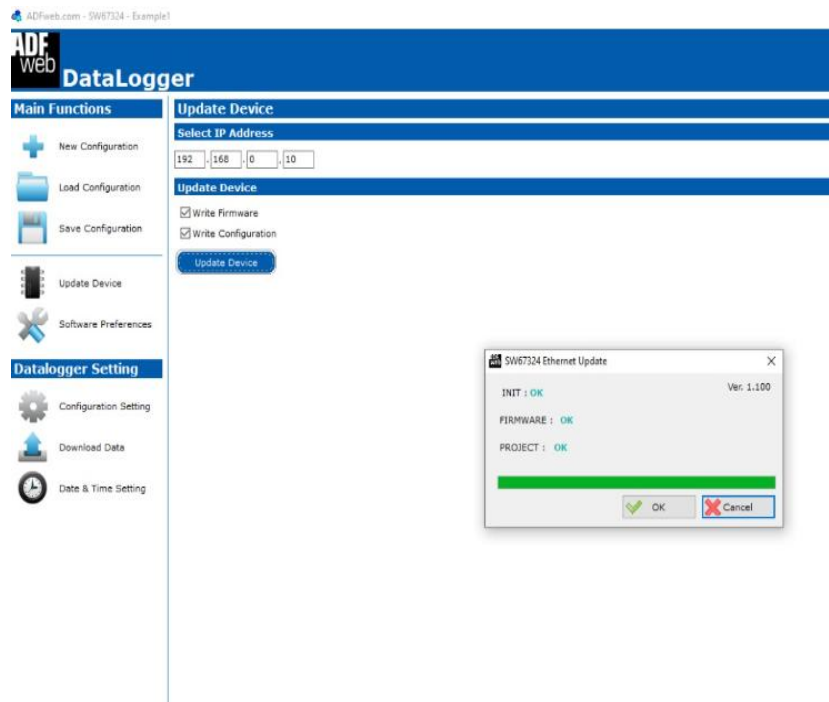 ADFweb.com - SW67324 - Example1
ADF
web
DataLogger
Main Functions
New Configuration
Load Configuration
Save Configuration
Update Device
Software Preferences
Datalogger Setting
Configuration Setting
Download Data
Date & Time Setting
Update Device
Select IP Address
192 . 168 . 0 . 10
Update Device
Write Firmware
Write Configuration
Update Device
SW67324 Ethernet Update
INIT : OK
Ver. 1.100
FIRMWARE : OK
PROJECT : OK
OK
Cancel